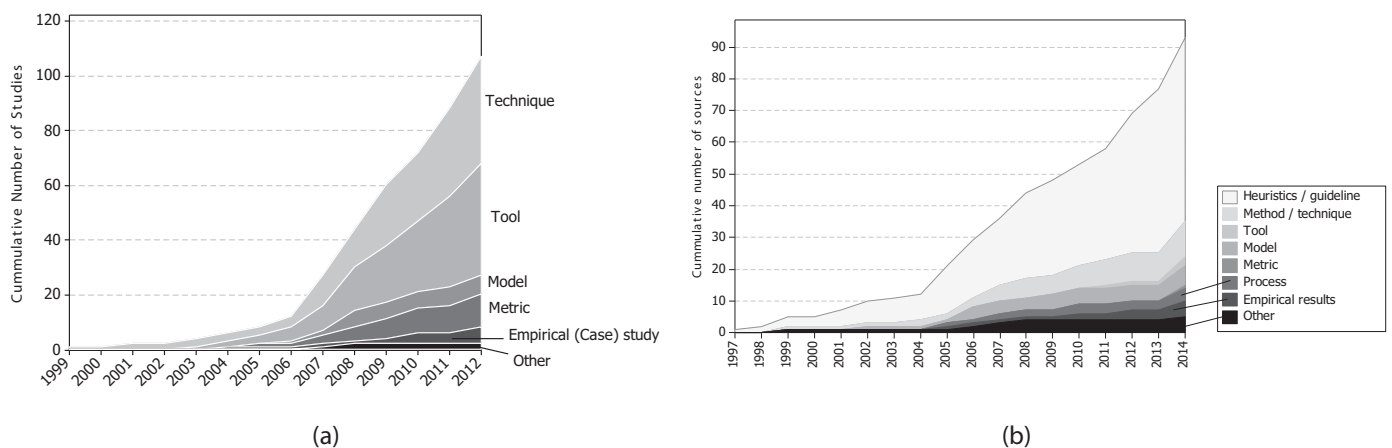 120
100
80
60
40
20
0
Cummulative Number of Studies
1999
2000
2001
2002
2003
2004
2005
2006
2007
2008
2009
2010
2011
2012
Technique
Tool
Model
Metric
Empirical (Case) study
Other
(a)
90
80
70
60
50
40
30
20
10
0
Cummulative number of sources
1997
1998
1999
2000
2001
2002
2003
2004
2005
2006
2007
2008
2009
2010
2011
2012
2013
2014
Heuristics / guideline
Method / technique
Tool
Model
Metric
Process
Empirical results
Other
(b)